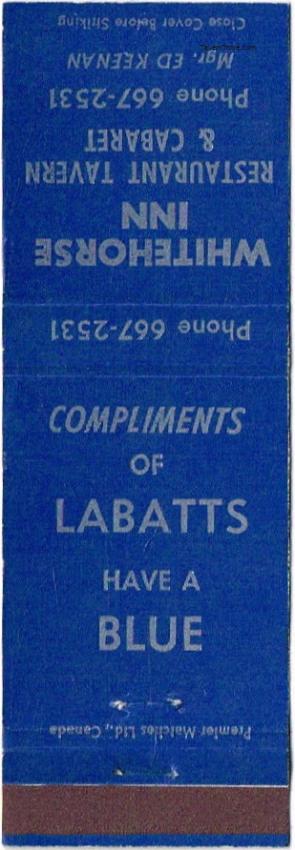 Close Cover Before Striking
Mgr. ED KEENAN
Phone 667-2531
& CABARET
RESTAURANT TAVERN
INN
WHITEHORSE
Phone 667-2531
COMPLIMENTS
OF
LABATTS
HAVE A
BLUE
Premier Matches Ltd., Canada